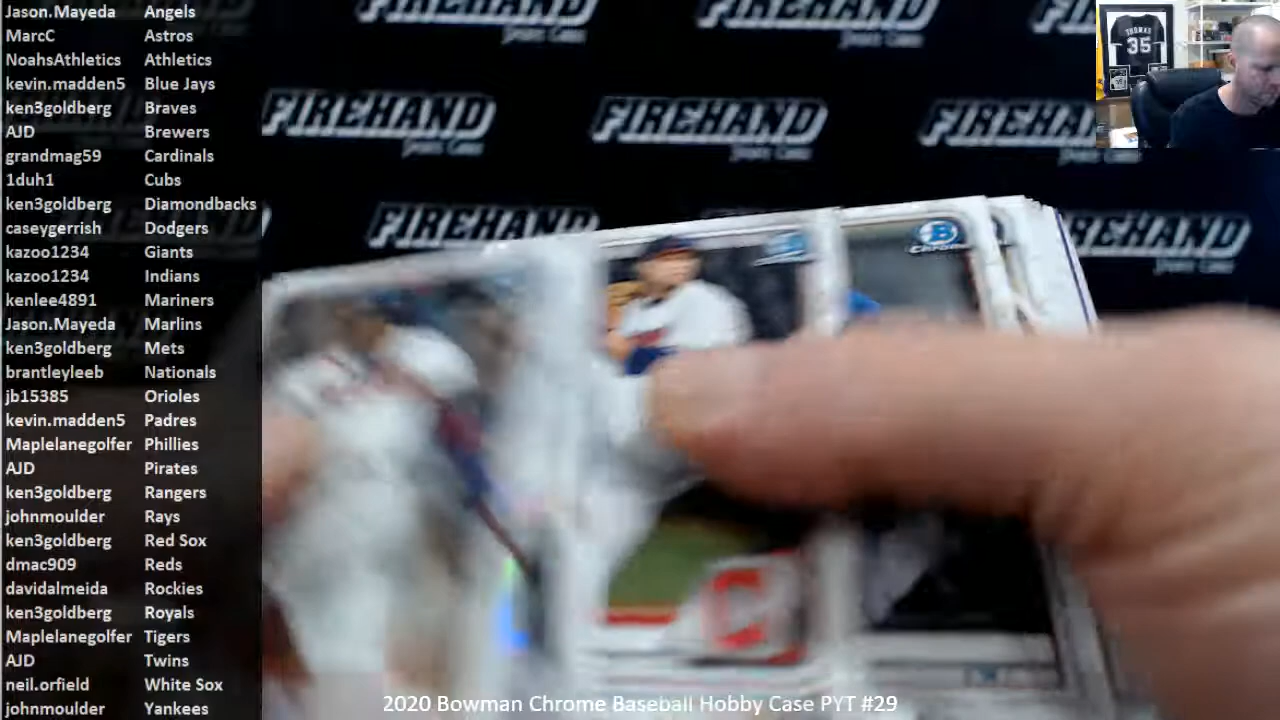 Jason.Mayeda Angels
MarcC Astros
NoahsAthletics Athletics
kevin.madden5 Blue Jays
ken3goldberg Braves
AJD Brewers
grandmag59 Cardinals
1duh1 Cubs
ken3goldberg Diamondbacks
caseygerrish Dodgers
kazoo1234 Giants
kazoo1234 Indians
kenlee4891 Mariners
Jason.Mayeda Marlins
ken3goldberg Mets
brantleyleeb Nationals
jb15385 Orioles
kevin.madden5 Padres
Maplelanegolfer Phillies
AJD Pirates
ken3goldberg Rangers
johnmoulder Rays
ken3goldberg Red Sox
dmac909 Reds
davidalmeida Rockies
ken3goldberg Royals
Maplelanegolfer Tigers
AJD Twins
neil.orfield White Sox
johnmoulder Yankees
FIREHAND
FIREHAND
FIREHAND
FIREHAND
THOMAS
35
B
CHROME
C
2020 Bowman Chrome Baseball Hobby Case PYT #29